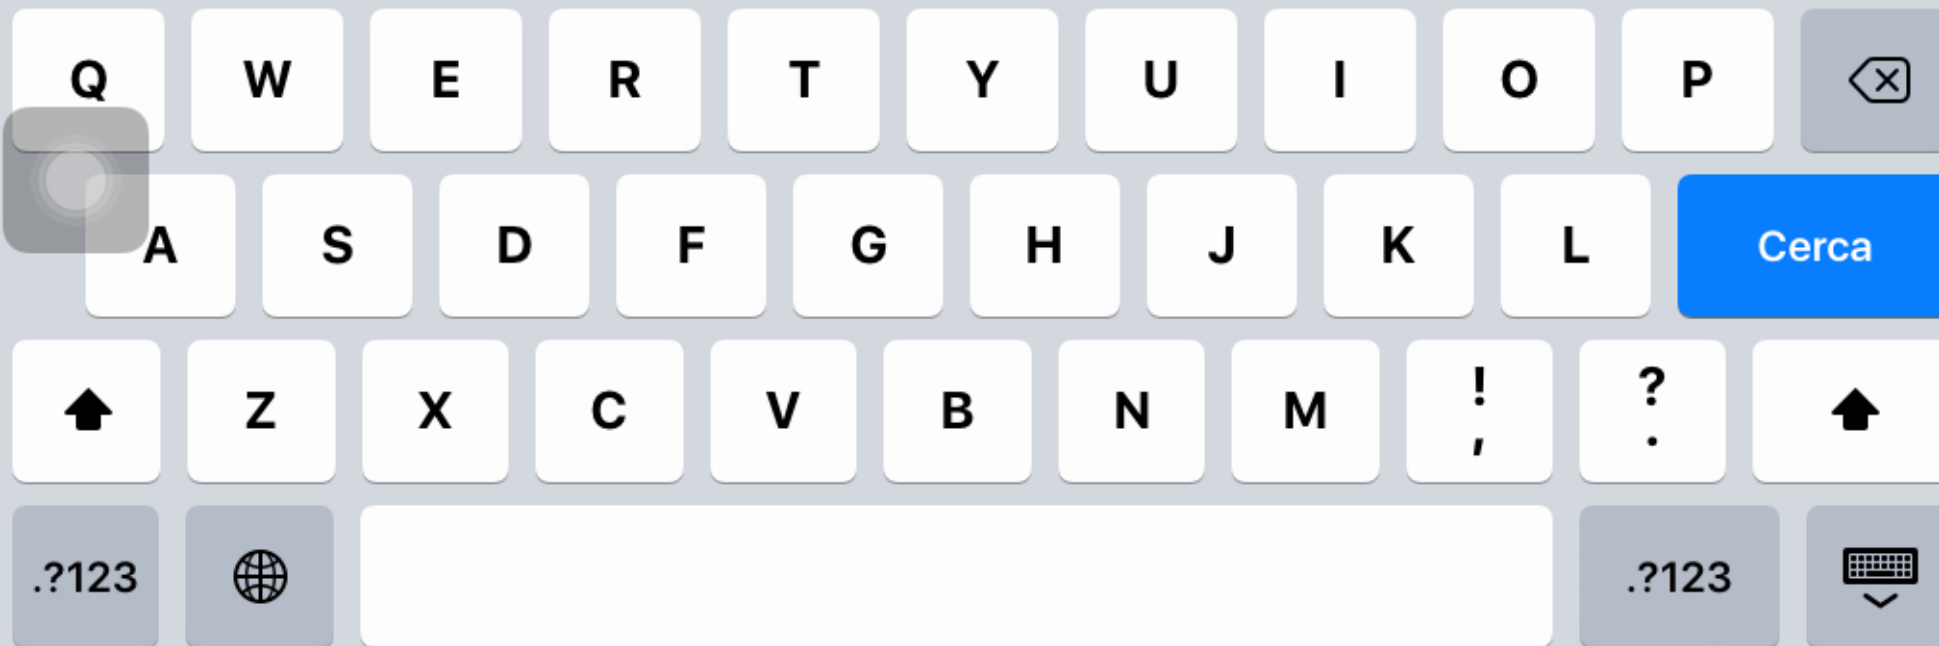 Q W E R T Y U I O P
A S D F G H J K L Cerca
Z X C V B N M ! ?
, .
.?123 .?123